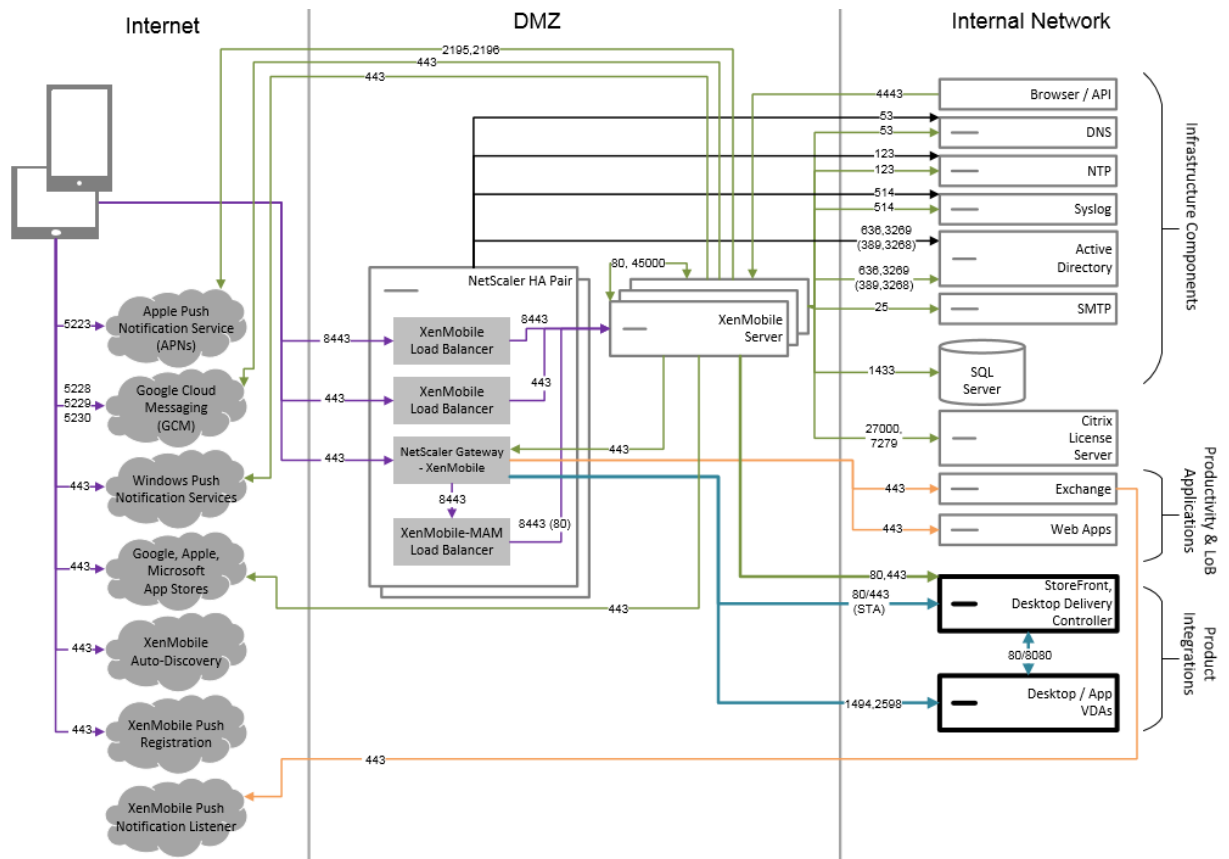 Internet
DMZ
Internal Network
2195,2196
443
443
4443
Browser / API
53
53
DNS
123
123
NTP
514
514
Syslog
636,3269
(389,3268)
636,3269
(389,3268)
Active
Directory
25
SMTP
1433
SQL
Server
27000,
7279
Citrix
License
Server
Infrastructure Components
80, 45000
XenMobile
Server
NetScaler HA Pair
8443
XenMobile
Load Balancer
8443
443
XenMobile
Load Balancer
443
443
NetScaler Gateway
- XenMobile
443
8443
XenMobile-MAM
Load Balancer
8443 (80)
5223
Apple Push
Notification Service
(APNs)
5228
5229
5230
Google Cloud
Messaging
(GCM)
443
Windows Push
Notification Services
443
Google, Apple,
Microsoft
App Stores
443
443
XenMobile
Auto-Discovery
443
XenMobile Push
Registration
XenMobile Push
Notification Listener
443
443
Exchange
443
Web Apps
Productivity & LoB
Applications
80,443
80/443
(STA)
StoreFront,
Desktop Delivery
Controller
80/8080
1494,2598
Desktop / App
VDAs
Product
Integrations